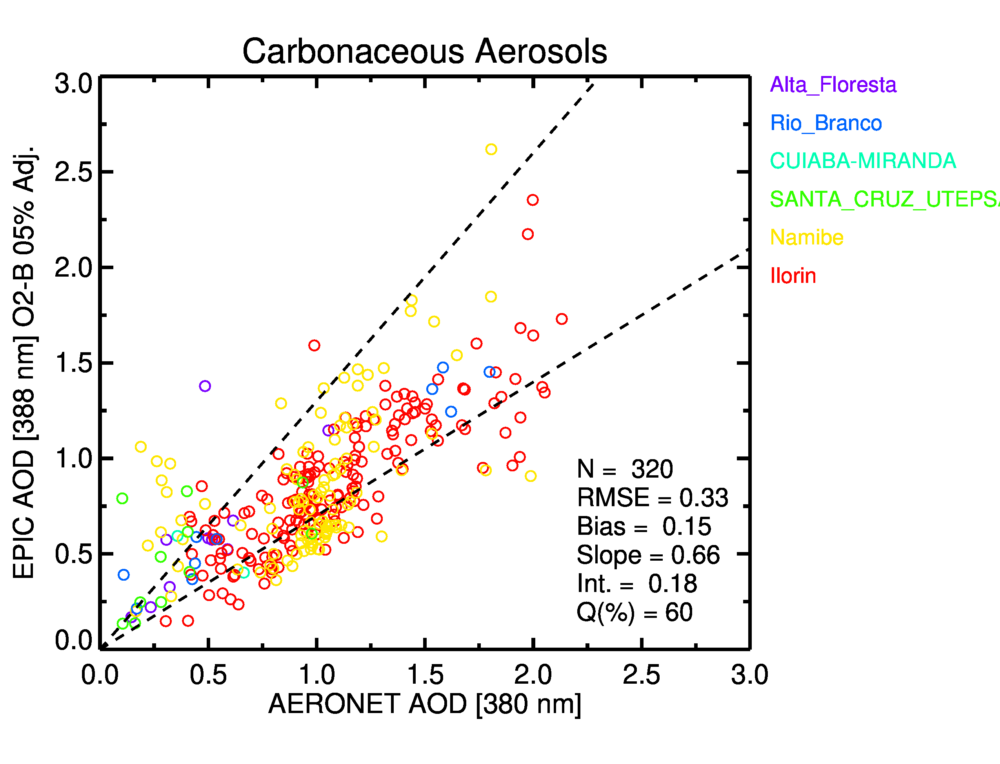 Carbonaceous Aerosols
EPIC AOD [388 nm] O2-B 05% Adj.
3.0
2.5
2.0
1.5
1.0
0.5
0.0
0.0 0.5 1.0 1.5 2.0 2.5 3.0
AERONET AOD [380 nm]
N = 320
RMSE = 0.33
Bias = 0.15
Slope = 0.66
Int. = 0.18
Q(%) = 60
Alta_Floresta
Rio_Branco
CUIABA-MIRANDA
SANTA_CRUZ_UTEPSA
Namibe
Ilorin